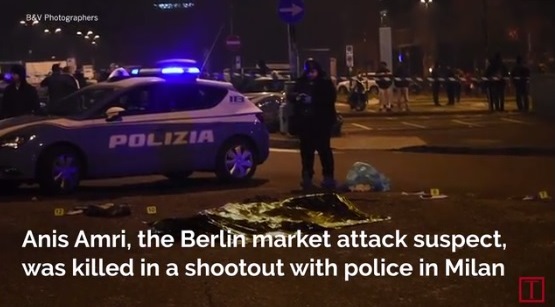 B&V Photographers
POLIZIA
Anis Amri, the Berlin market attack suspect,
was killed in a shootout with police in Milan